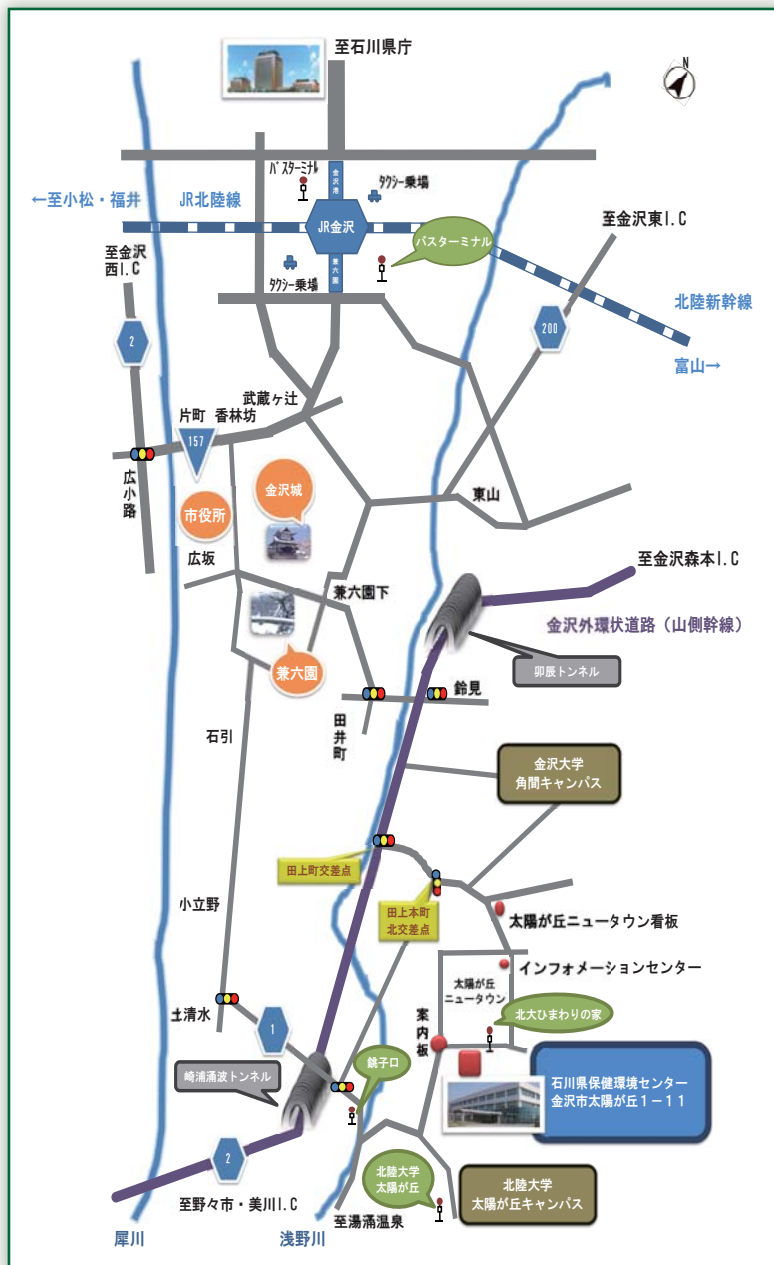 至石川県庁
N
バスターミナル
金沢港
タクシー乗場
←至小松・福井
JR北陸線
JR金沢
バスターミナル
至金沢東I.C
至金沢
西I.C
タクシー乗場
兼六園
北陸新幹線
2
200
富山→
武蔵ヶ辻
片町 香林坊
157
広小路
金沢城
市役所
東山
広坂
兼六園下
至金沢森本I.C
金沢外環状道路(山側幹線)
卯辰トンネル
兼六園
鈴見
田井町
石引
金沢大学
角間キャンパス
田上町交差点
田上本町
北交差点
小立野
太陽が丘ニュータウン看板
インフォメーションセンター
太陽が丘
ニュータウン
土清水
案内板
北大ひまわりの家
1
銚子口
崎浦涌波トンネル
石川県保健環境センター
金沢市太陽が丘1-11
2
北陸大学
太陽が丘
北陸大学
太陽が丘キャンパス
至野々市・美川I.C
至湯涌温泉
犀川
浅野川